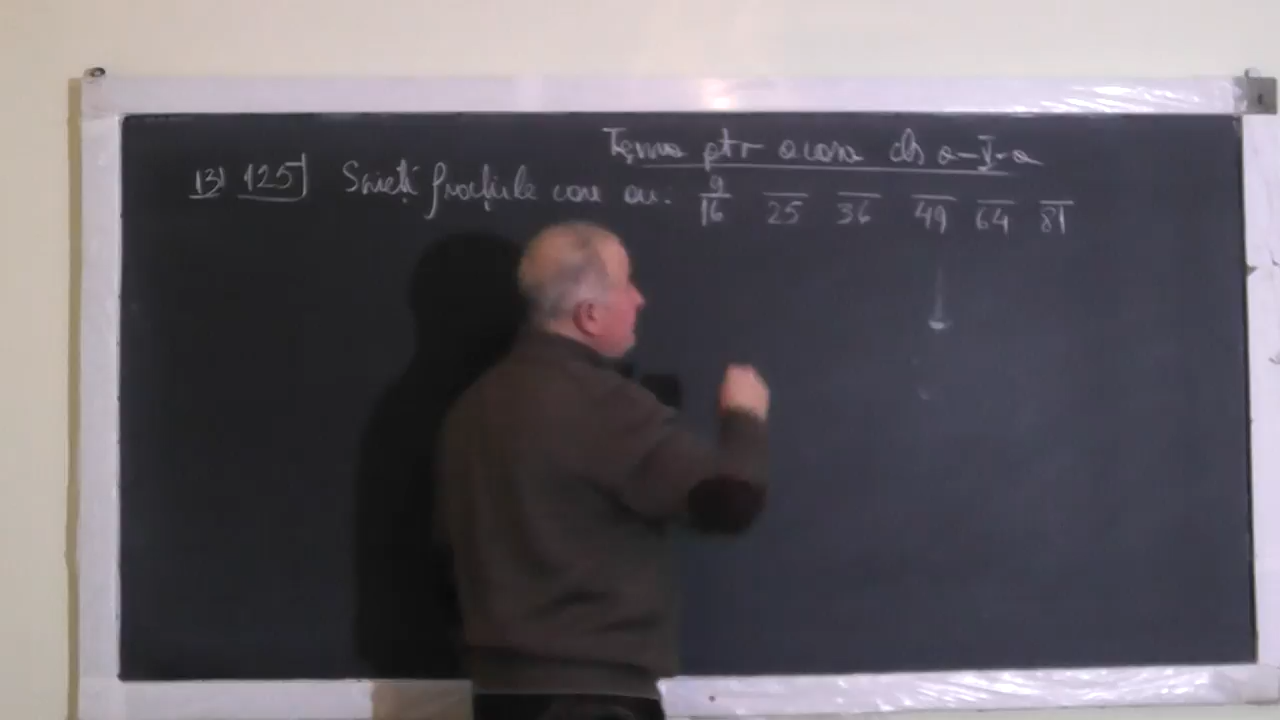 Tema ptr acasa cls a-V-a
13) 125] Scrieți fracțiile care au: 9/16 —/25 —/36 —/49 —/64 —/81